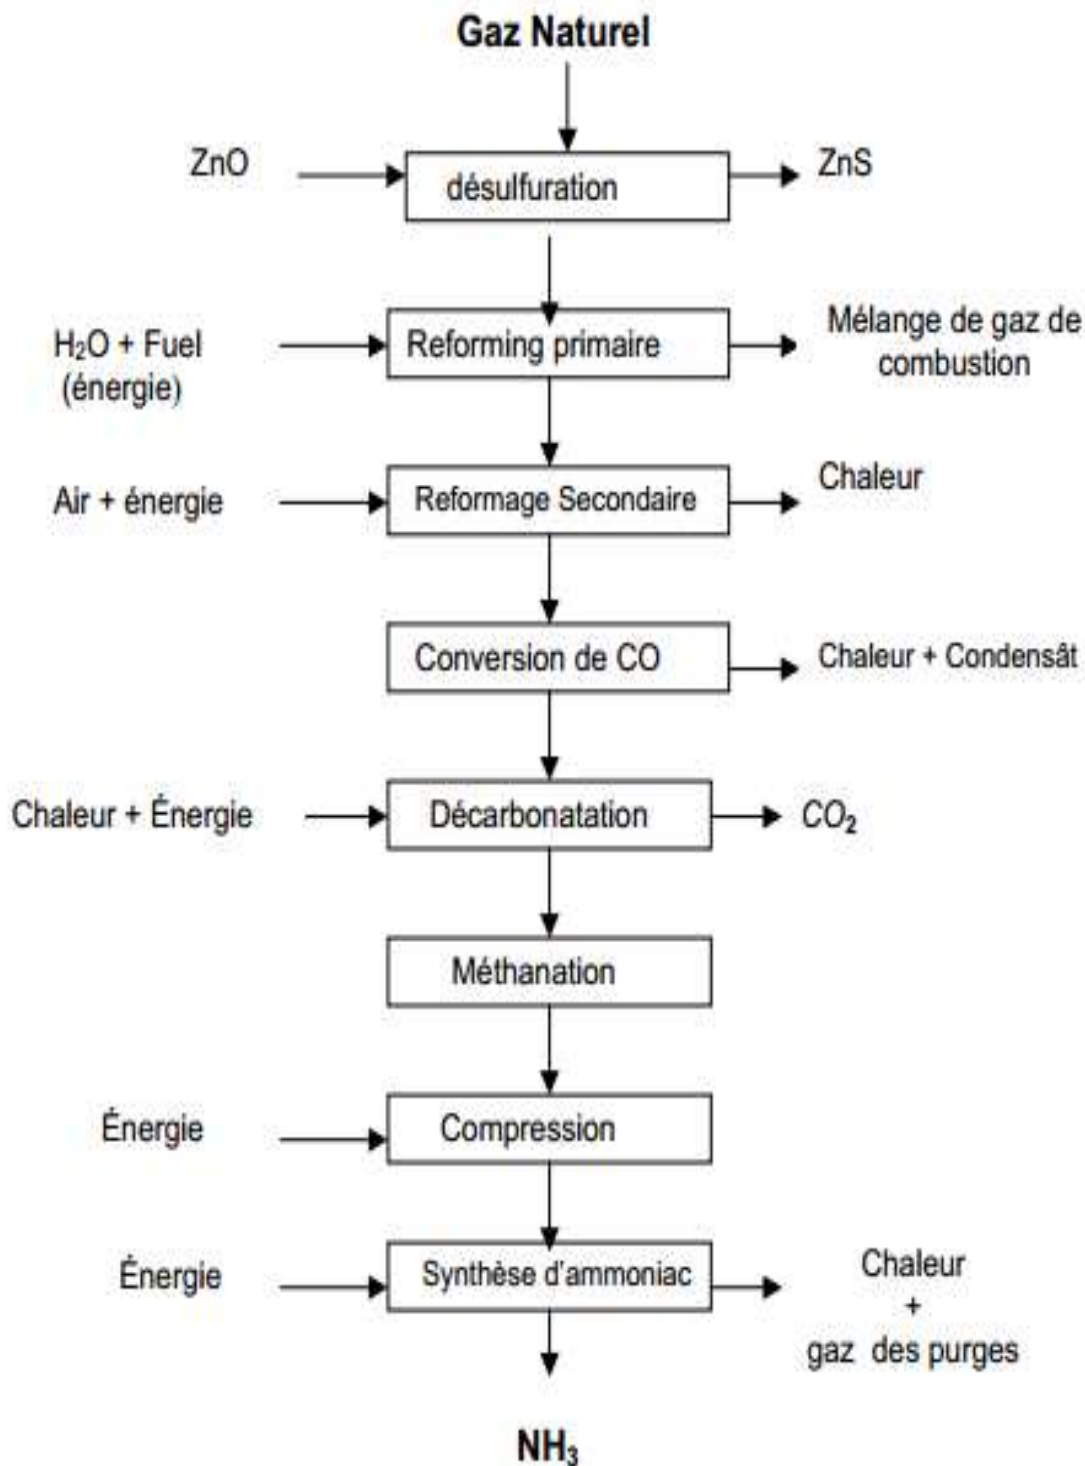 Gaz Naturel
ZnO
désulfuration
ZnS
H₂O + Fuel
(énergie)
Reforming primaire
Mélange de gaz de
combustion
Air + énergie
Reformage Secondaire
Chaleur
Conversion de CO
Chaleur + Condensât
Chaleur + Énergie
Décarbonatation
CO₂
Méthanation
Énergie
Compression
Énergie
Synthèse d'ammoniac
Chaleur
+
gaz des purges
NH₃